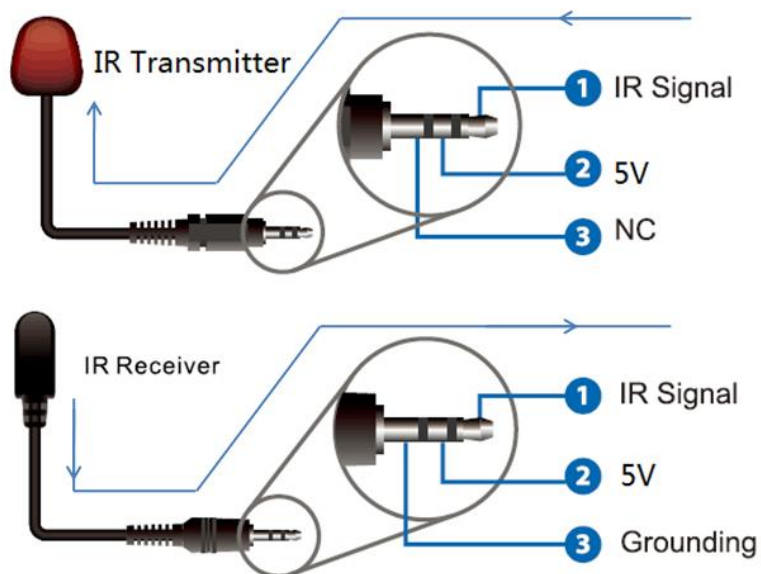 IR Transmitter
1 IR Signal
2 5V
3 NC
IR Receiver
1 IR Signal
2 5V
3 Grounding